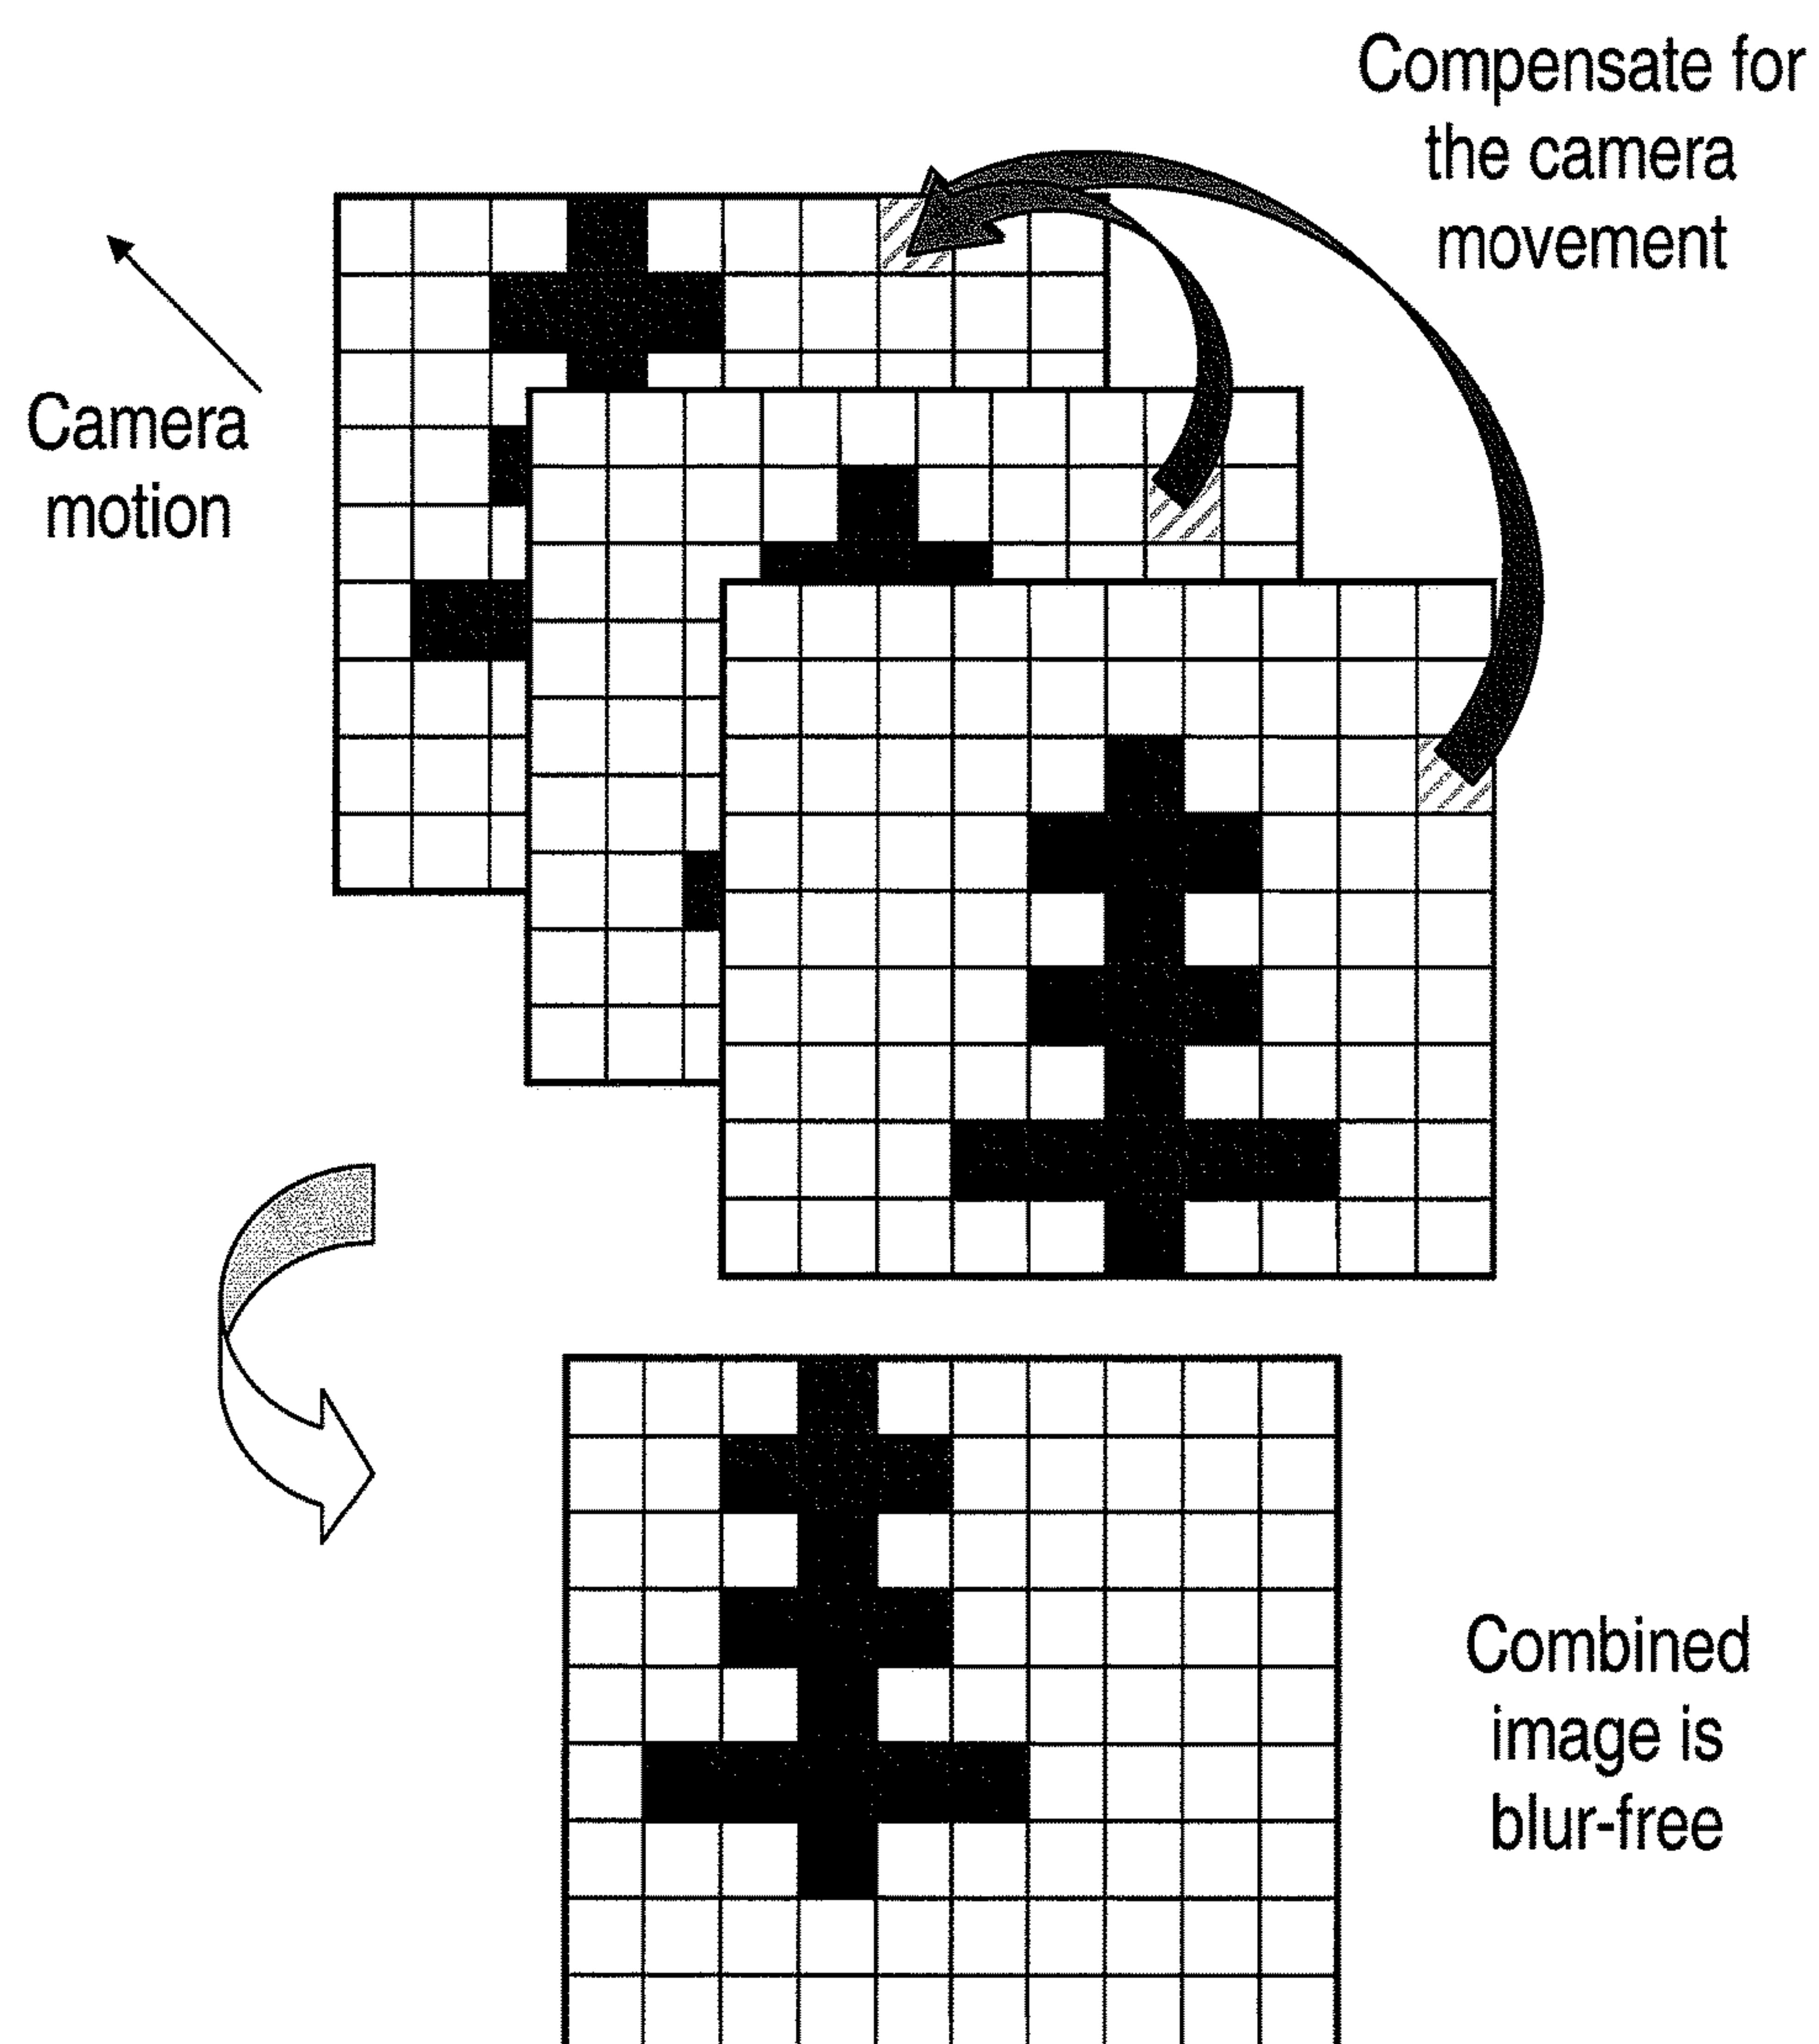 Compensate for
the camera
movement
Camera
motion
Combined
image is
blur-free